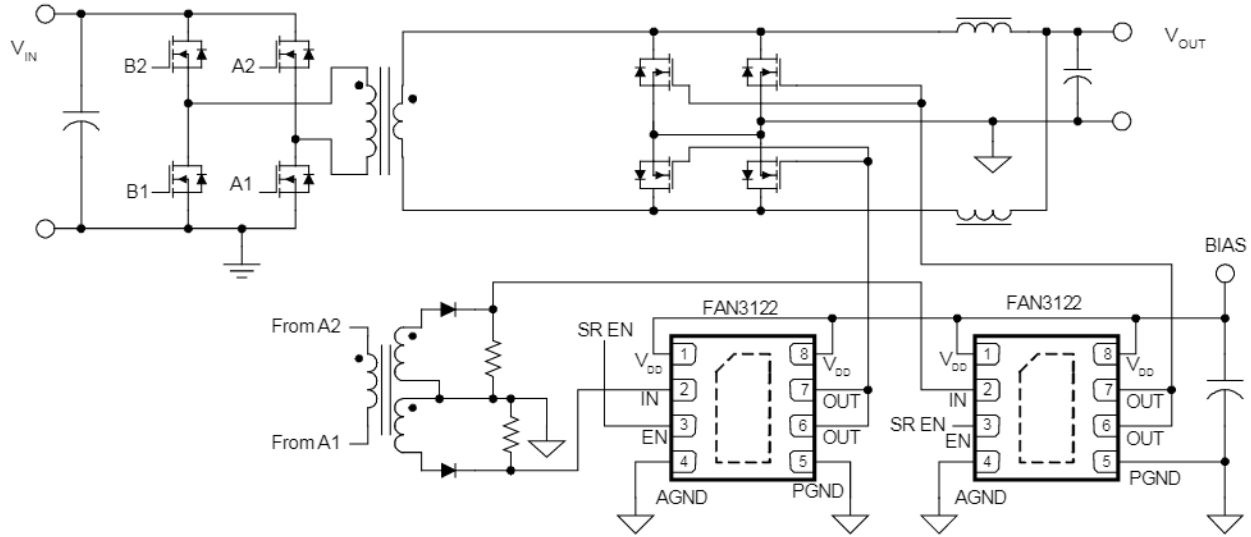 V_IN
B2
A2
B1
A1
V_OUT
BIAS
From A2
From A1
SR EN
FAN3122
1
V_DD
2
IN
3
EN
4
AGND
8
V_DD
7
OUT
6
OUT
5
PGND
FAN3122
1
V_DD
2
IN
SR EN
3
EN
4
AGND
8
V_DD
7
OUT
6
OUT
5
PGND